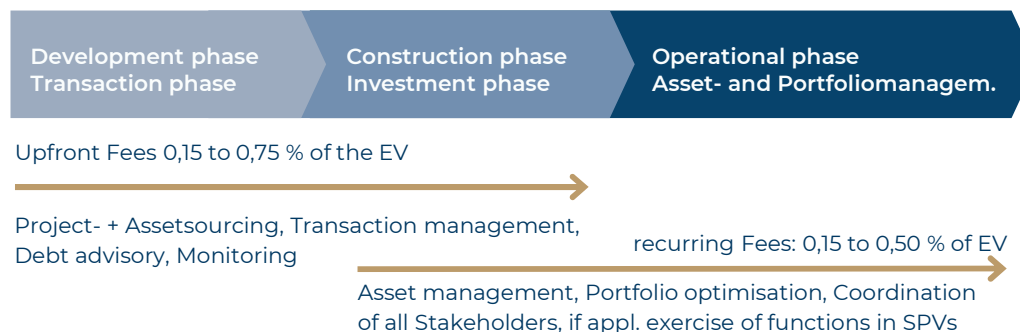 Development phase
Transaction phase
Construction phase
Investment phase
Operational phase
Asset- and Portfoliomanagem.
Upfront Fees 0,15 to 0,75 % of the EV
Project- + Assetsourcing, Transaction management,
Debt advisory, Monitoring
recurring Fees: 0,15 to 0,50 % of EV
Asset management, Portfolio optimisation, Coordination
of all Stakeholders, if appl. exercise of functions in SPVs